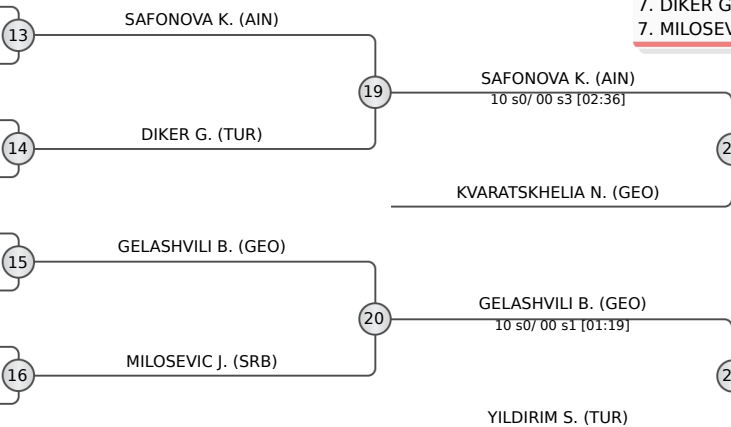 7. DIKER G
7. MILOSEV
SAFONOVA K. (AIN)
13
19
SAFONOVA K. (AIN)
10 s0/ 00 s3 [02:36]
DIKER G. (TUR)
14
2
KVARATSKHELIA N. (GEO)
GELASHVILI B. (GEO)
15
20
GELASHVILI B. (GEO)
10 s0/ 00 s1 [01:19]
MILOSEVIC J. (SRB)
16
2
YILDIRIM S. (TUR)